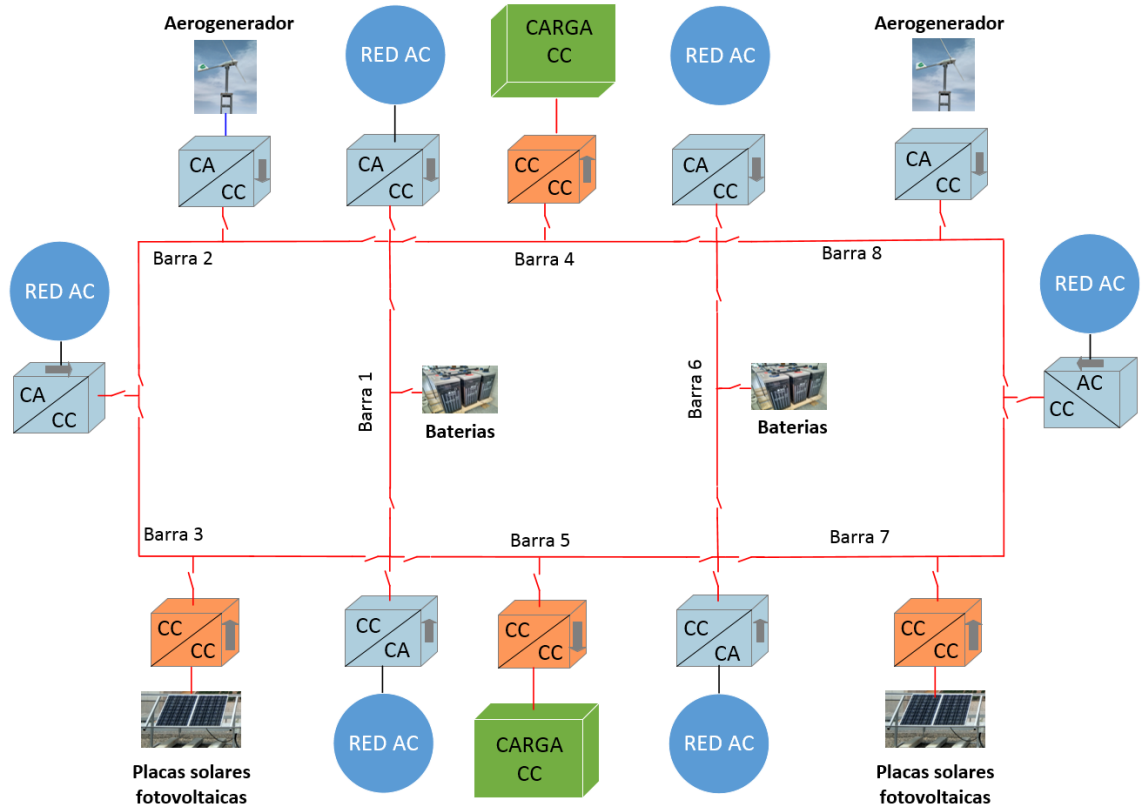 Aerogenerador
RED AC
CARGA
CC
RED AC
Aerogenerador
CA
CC
CA
CC
CC
CC
CA
CC
CA
CC
Barra 2
Barra 4
Barra 8
RED AC
RED AC
CA
CC
Barra 1
Baterias
Barra 6
Baterias
AC
CC
Barra 3
Barra 5
Barra 7
CC
CC
CC
CA
CC
CC
CC
CA
CC
CC
Placas solares
fotovoltaicas
RED AC
CARGA
CC
RED AC
Placas solares
fotovoltaicas